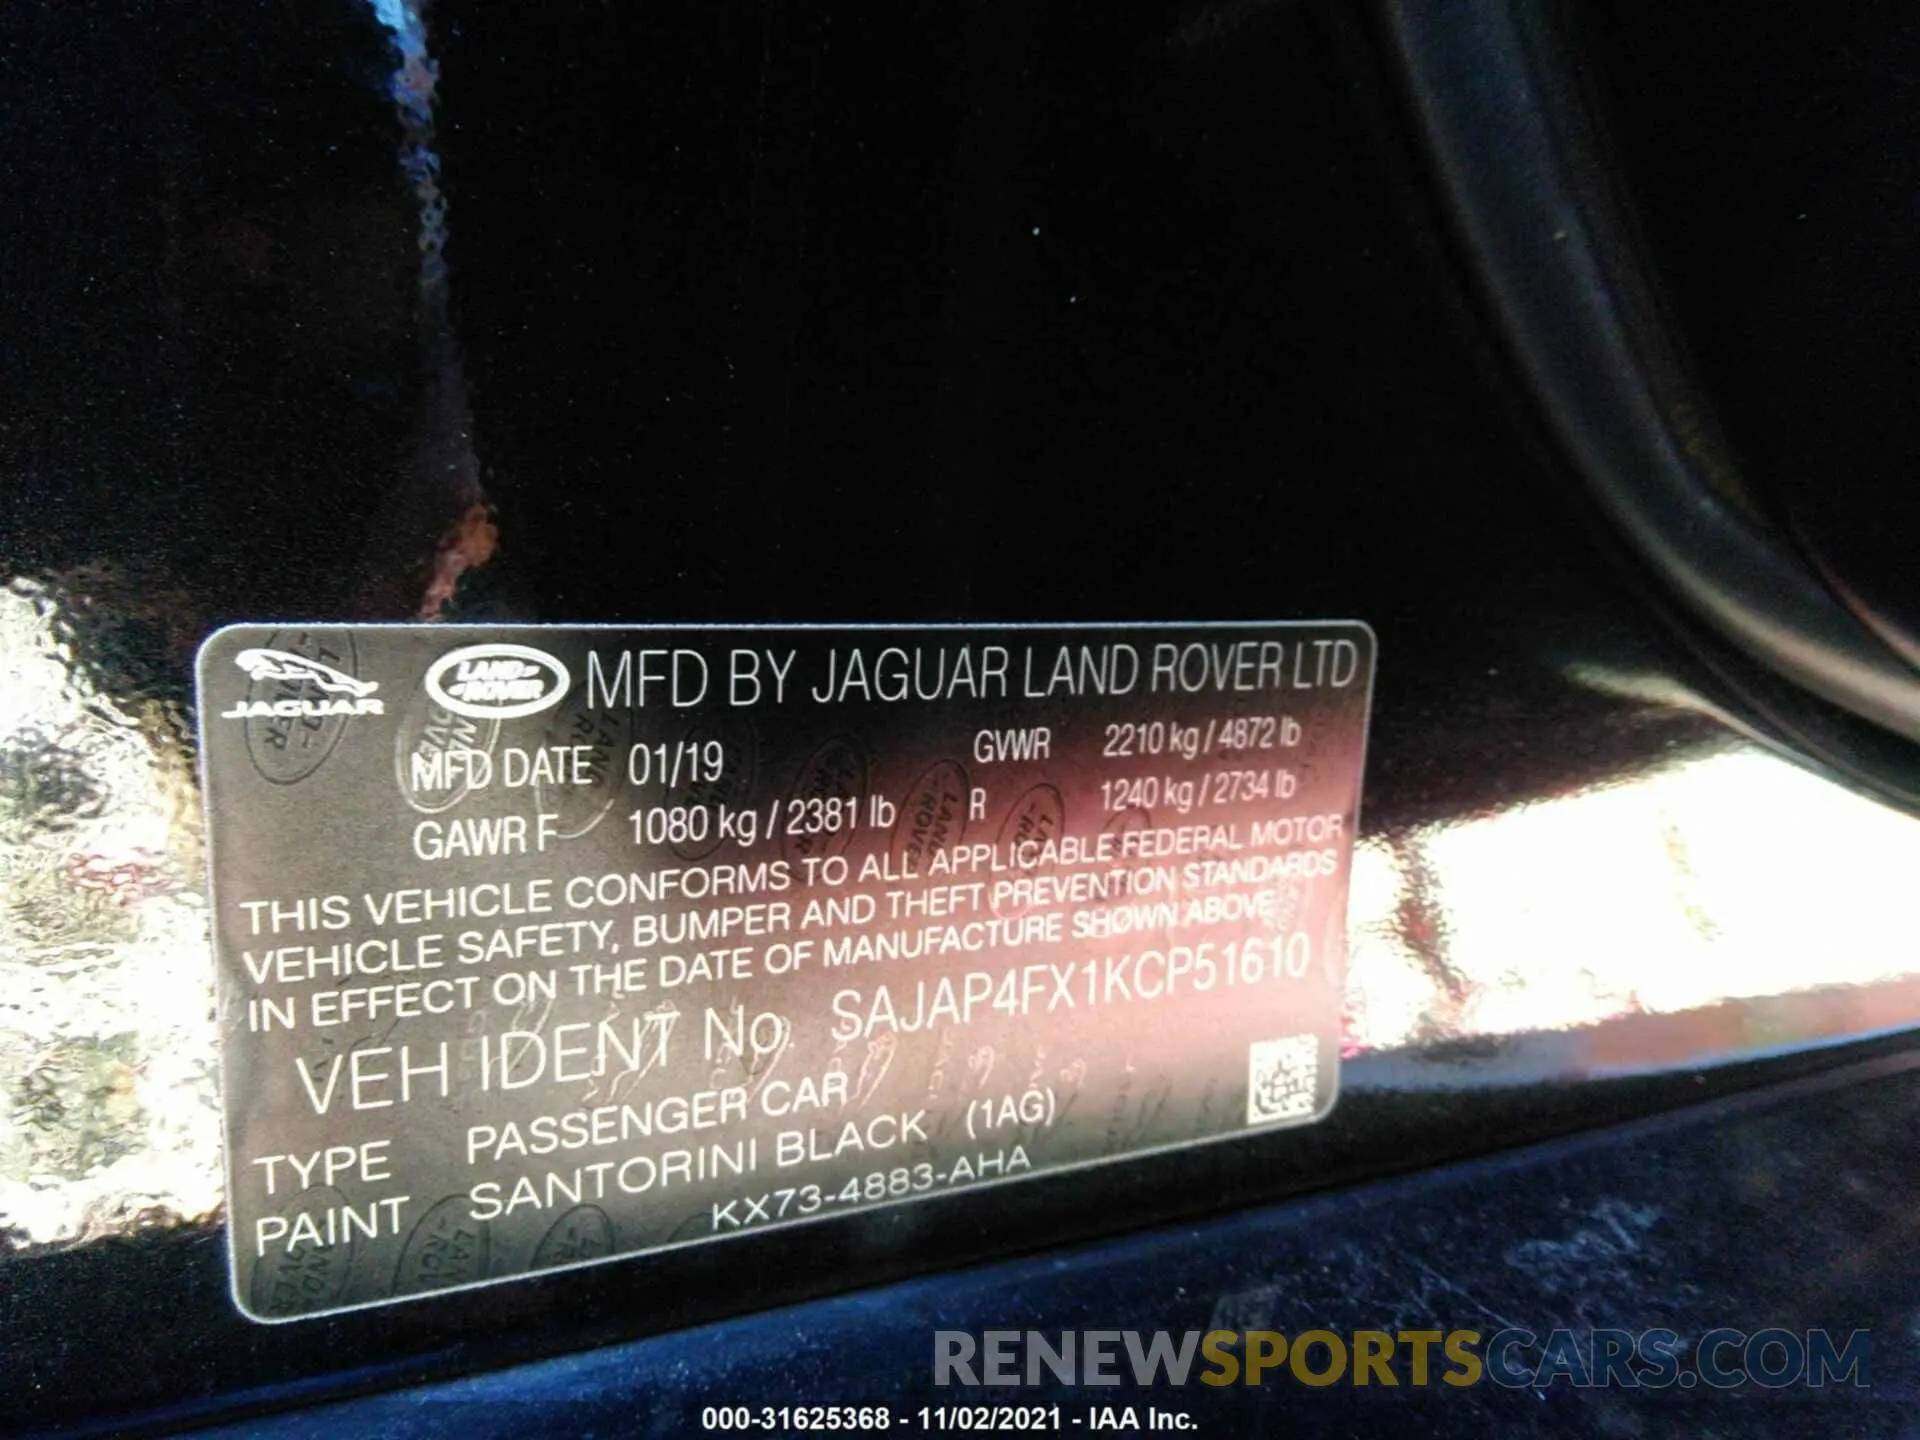 JAGUAR LAND ROVER MFD BY JAGUAR LAND ROVER LTD
MFD DATE 01/19 GVWR 2210 kg / 4872 lb
GAWR F 1080 kg / 2381 lb R 1240 kg / 2734 lb
THIS VEHICLE CONFORMS TO ALL APPLICABLE FEDERAL MOTOR
VEHICLE SAFETY, BUMPER AND THEFT PREVENTION STANDARDS
IN EFFECT ON THE DATE OF MANUFACTURE SHOWN ABOVE
VEH IDENT No. SAJAP4FX1KCP51610
TYPE PASSENGER CAR
PAINT SANTORINI BLACK (1AG)
KX73-4883-AHA
RENEWSPORTSCARS.COM
000-31625368 - 11/02/2021 - IAA Inc.